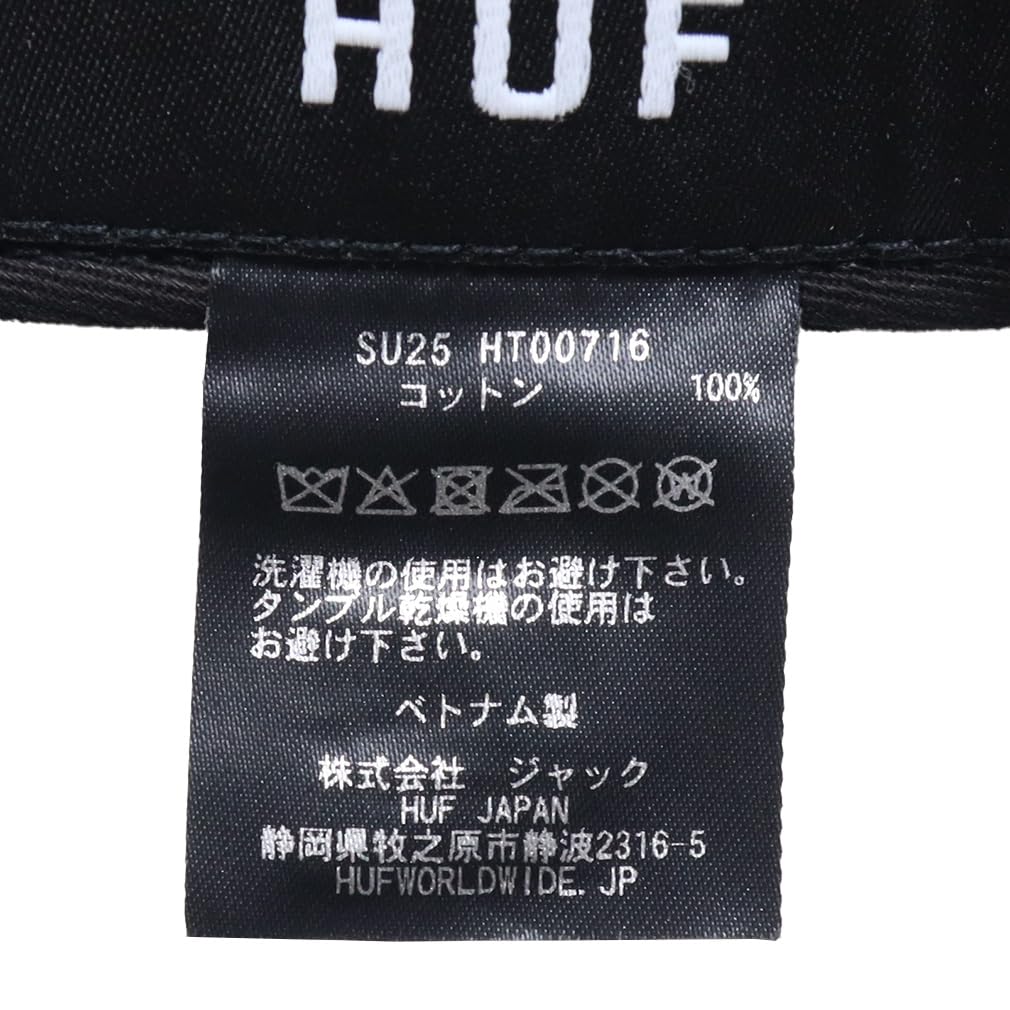 HUF
SU25 HT00716
コットン 100%
洗濯機の使用はお避け下さい。
タンブル乾燥機の使用は
お避け下さい。
ベトナム製
株式会社 ジャック
HUF JAPAN
静岡県牧之原市静波2316-5
HUFWORLDWIDE.JP